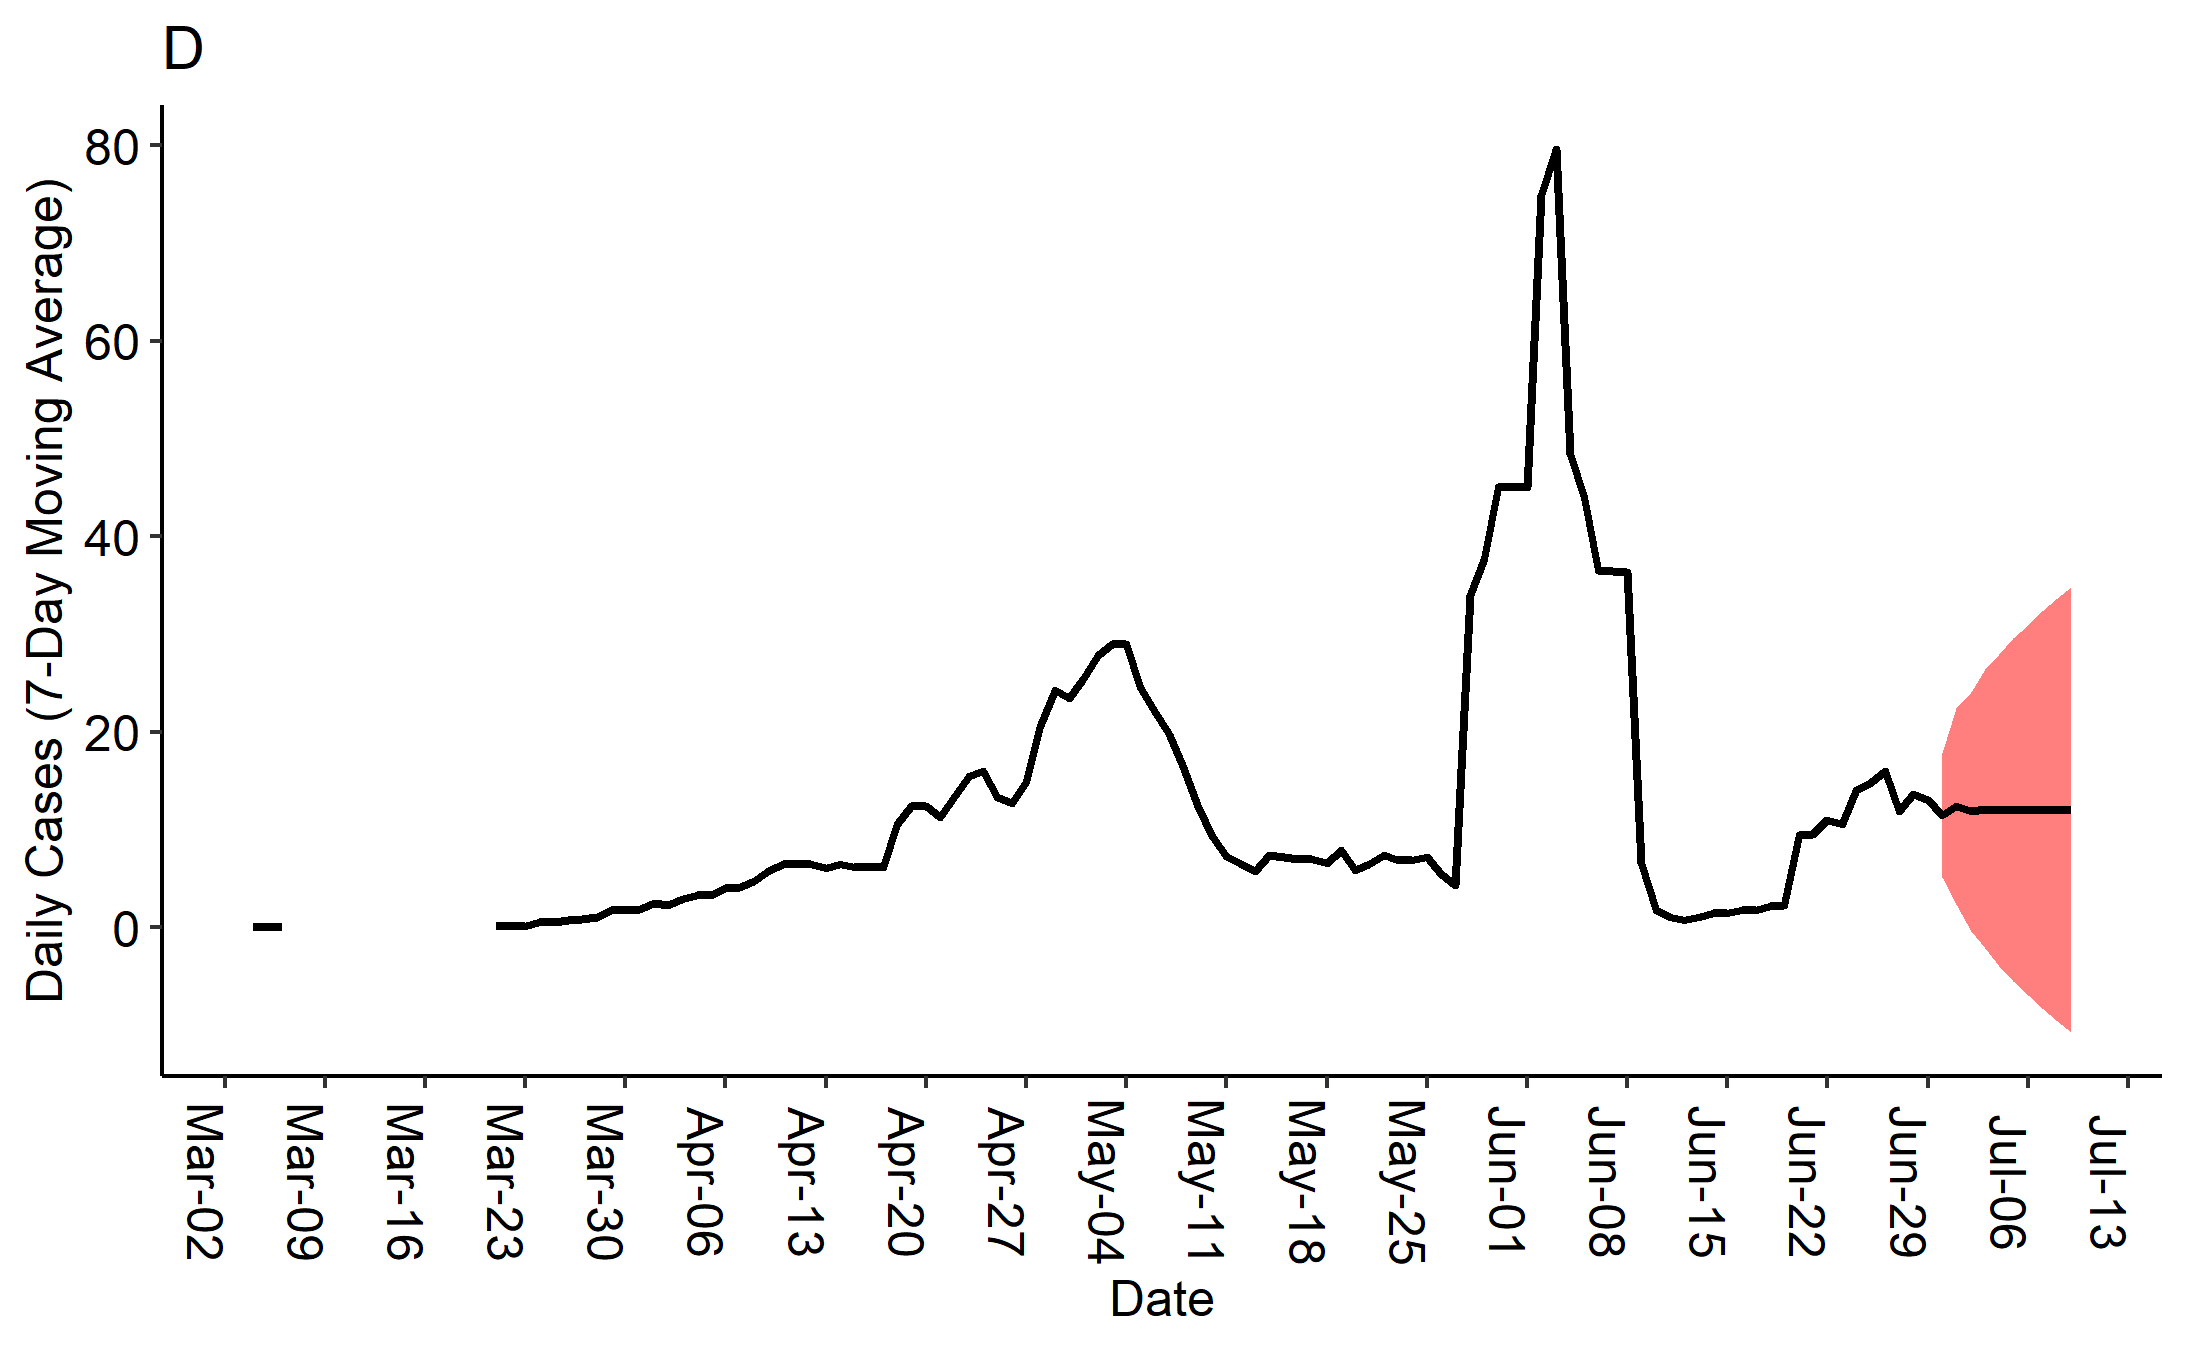 D
Daily Cases (7-Day Moving Average)
80
60
40
20
0
Mar-02
Mar-09
Mar-16
Mar-23
Mar-30
Apr-06
Apr-13
Apr-20
Apr-27
May-04
May-11
May-18
May-25
Jun-01
Jun-08
Jun-15
Jun-22
Jun-29
Jul-06
Jul-13
Date